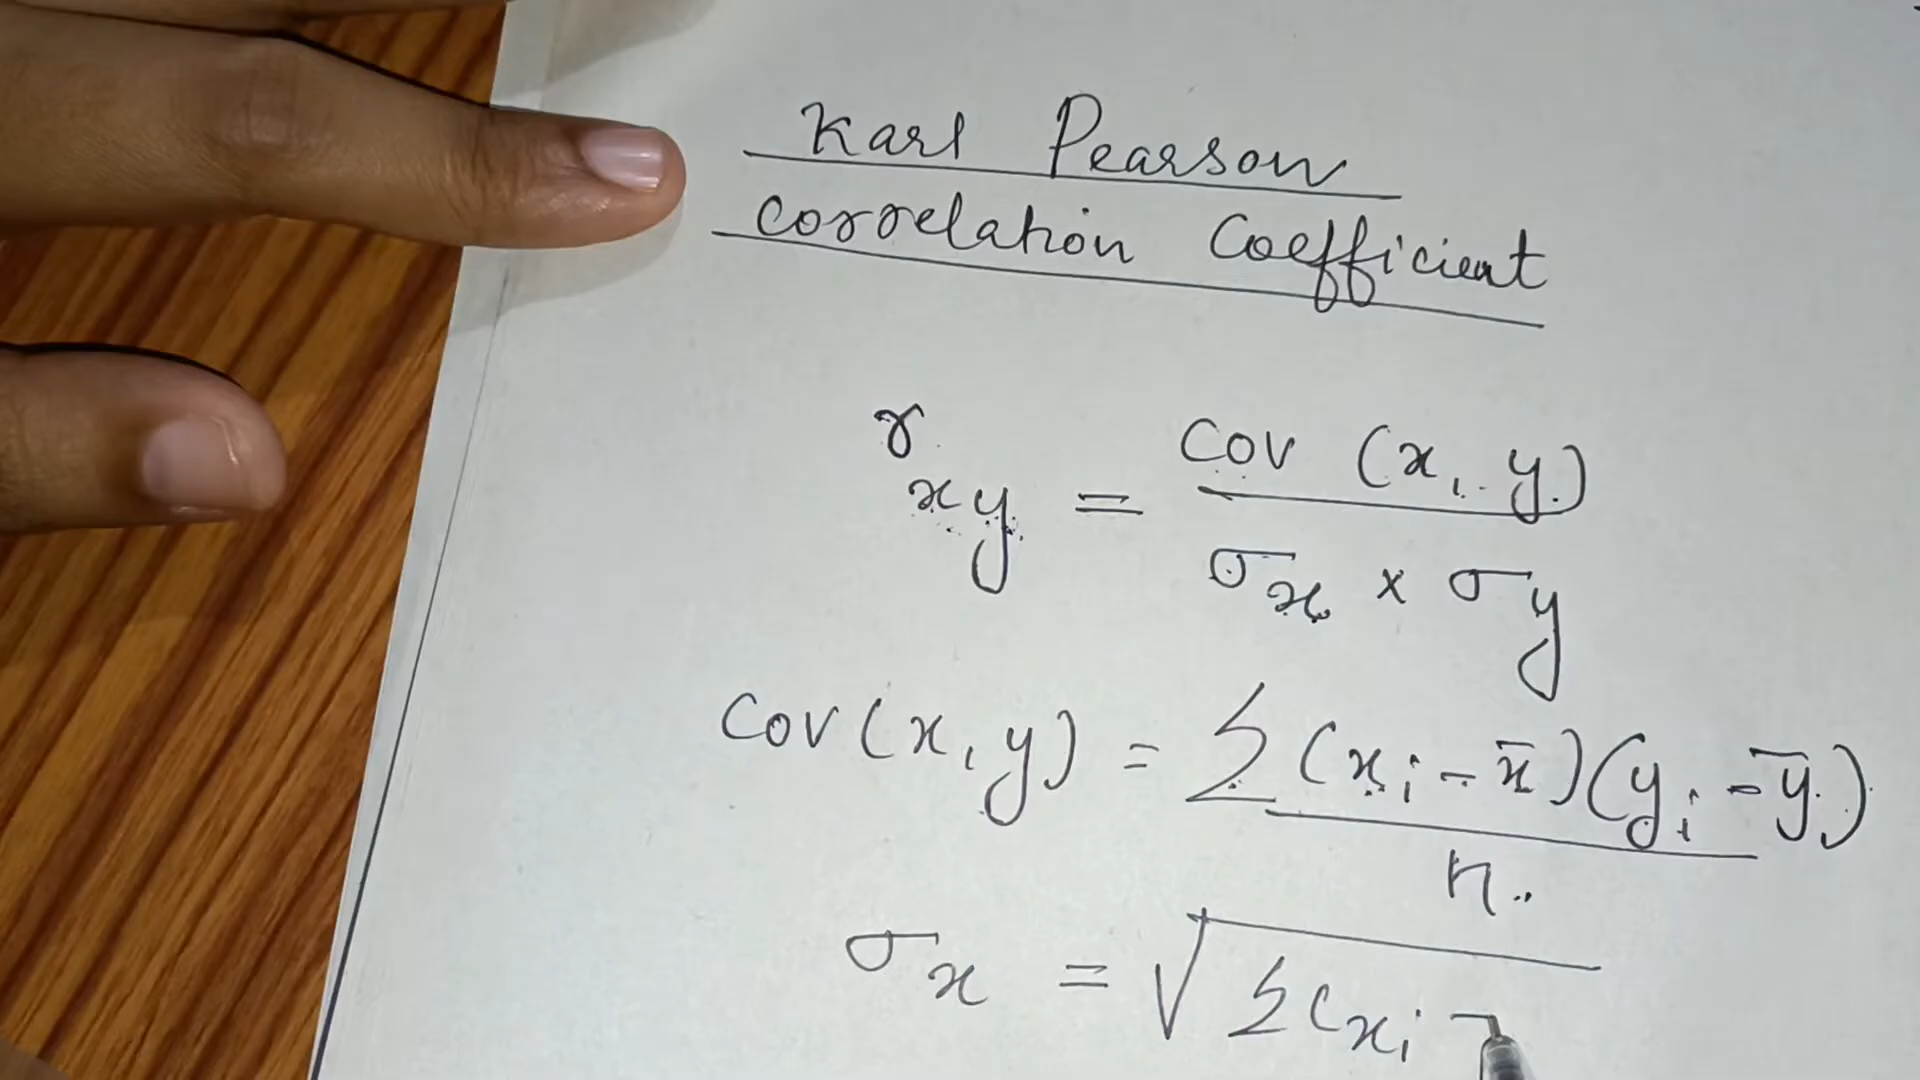 Karl Pearson
correlation Coefficient
r xy = cov (x, y)
σx × σy
cov(x, y) = Σ(xi - x̄)(yi - ȳ)
n
σx = √Σ(xi -